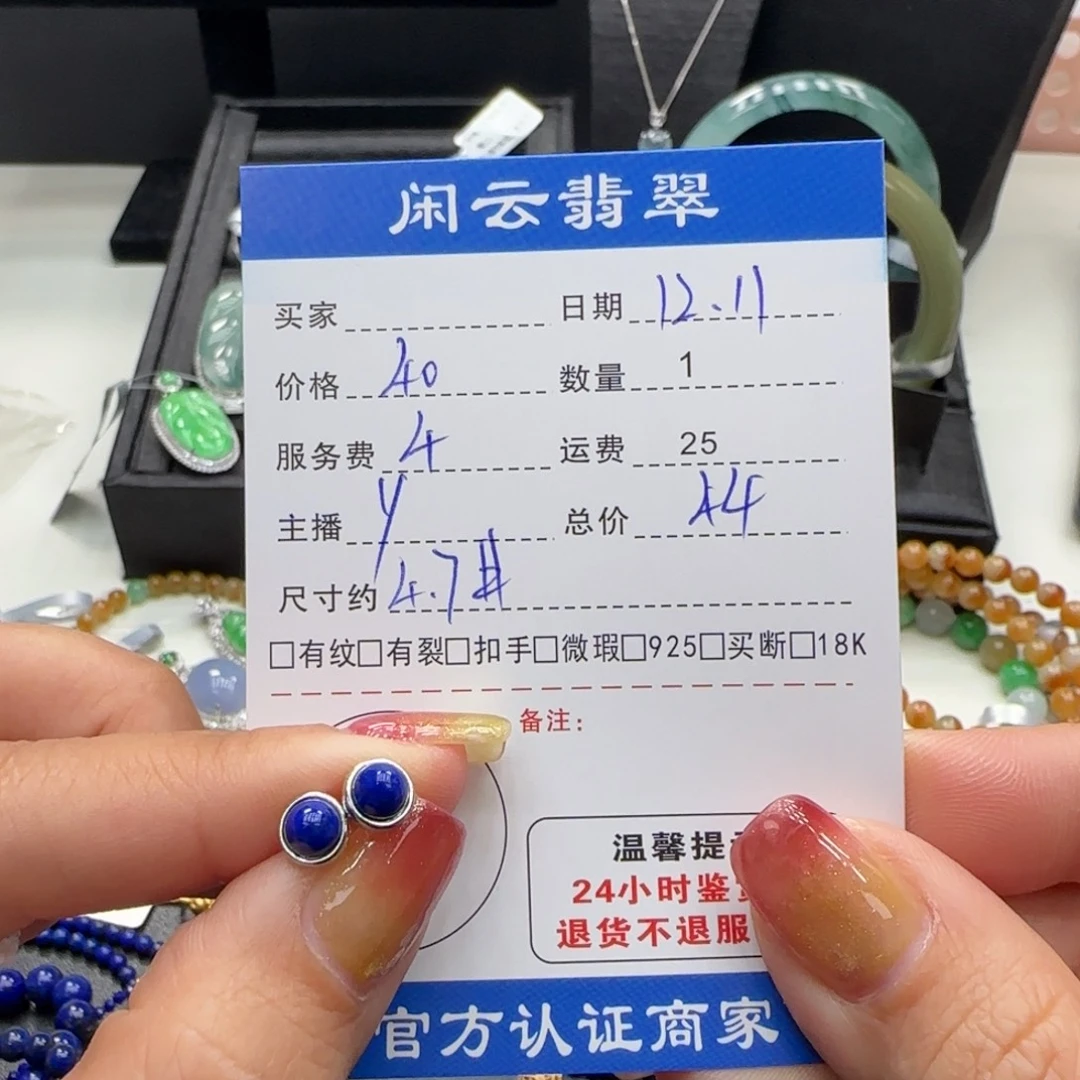 闲云翡翠
买家 日期 12.11
价格 40 数量 1
服务费 4 运费 25
主播 y 总价 44
尺寸约 4.7#
□有纹□有裂□扣手□微瑕□925□买断□18K
备注:
温馨提
24小时鉴
退货不退服
官方认证商家